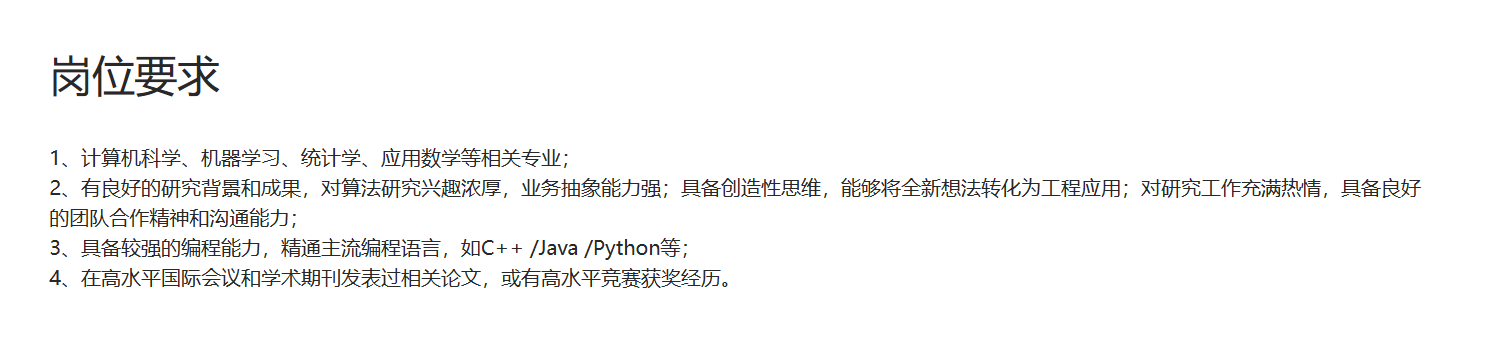 岗位要求
1、计算机科学、机器学习、统计学、应用数学等相关专业；
2、有良好的研究背景和成果，对算法研究兴趣浓厚，业务抽象能力强；具备创造性思维，能够将全新想法转化为工程应用；对研究工作充满热情，具备良好
的团队合作精神和沟通能力；
3、具备较强的编程能力，精通主流编程语言，如C++ /Java /Python等；
4、在高水平国际会议和学术期刊发表过相关论文，或有高水平竞赛获奖经历。